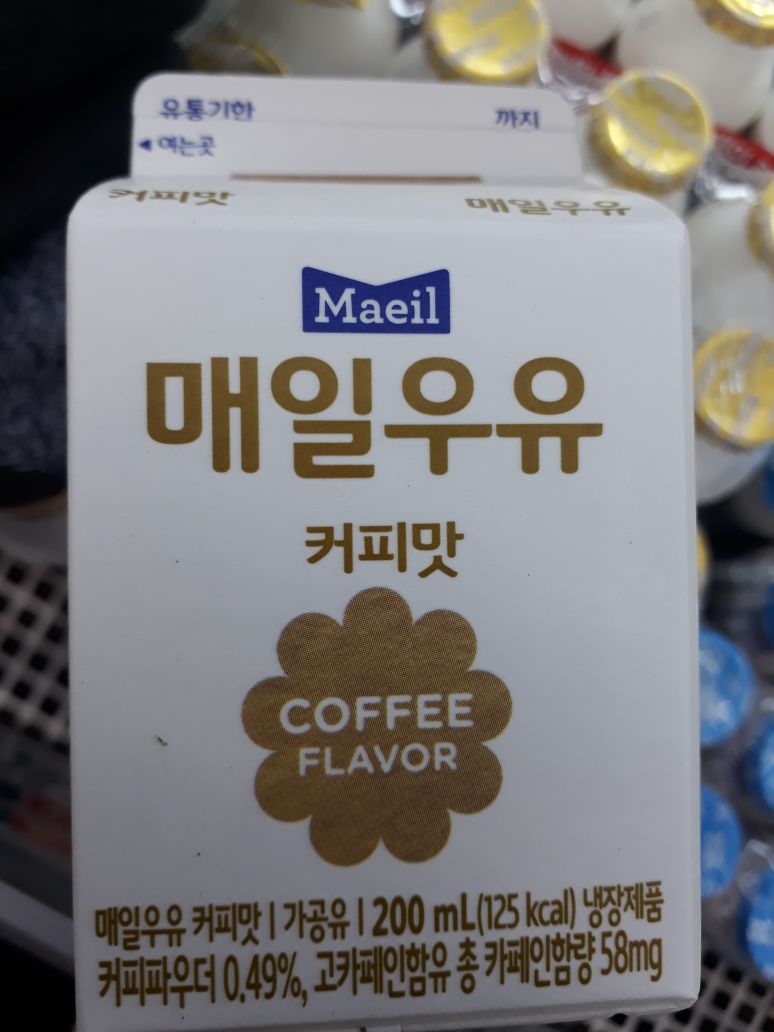 유통기한 까지
◀ 여는곳
커피맛 매일우유
Maeil
매일우유
커피맛
COFFEE
FLAVOR
매일우유 커피맛 | 가공유 | 200 mL(125 kcal) 냉장제품
커피파우더 0.49%, 고카페인함유 총 카페인함량 58mg